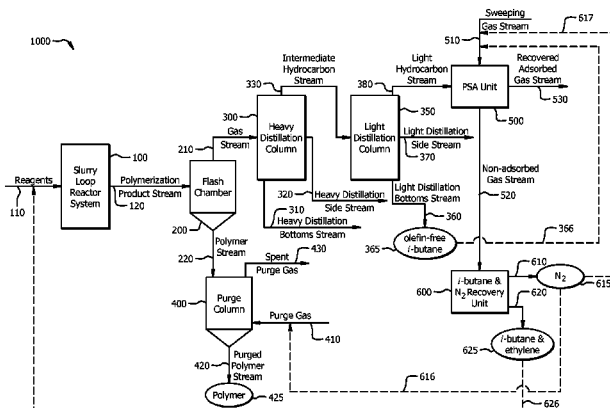 1000
Sweeping
Gas Stream
617
510
Intermediate
Hydrocarbon
Stream
330
Light
Hydrocarbon
Stream
380
PSA Unit
500
Recovered
Adsorbed
Gas Stream
530
300
Heavy
Distillation
Column
350
Light
Distillation
Column
Light Distillation
Side Stream
370
210
Gas
Stream
100
Slurry
Loop
Reactor
System
Reagents
110
Polymerization
Product Stream
120
Flash
Chamber
200
Non-adsorbed
Gas Stream
520
320
Heavy Distillation
Side Stream
310
Heavy Distillation
Bottoms Stream
Light Distillation
Bottoms Stream
360
365
olefin-free
i-butane
366
Polymer
Stream
220
430
Spent
Purge Gas
400
Purge
Column
Purge Gas
410
600
i-butane &
N2 Recovery
Unit
610
N2
615
620
625
i-butane &
ethylene
420
Purged
Polymer
Stream
616
Polymer
425
626